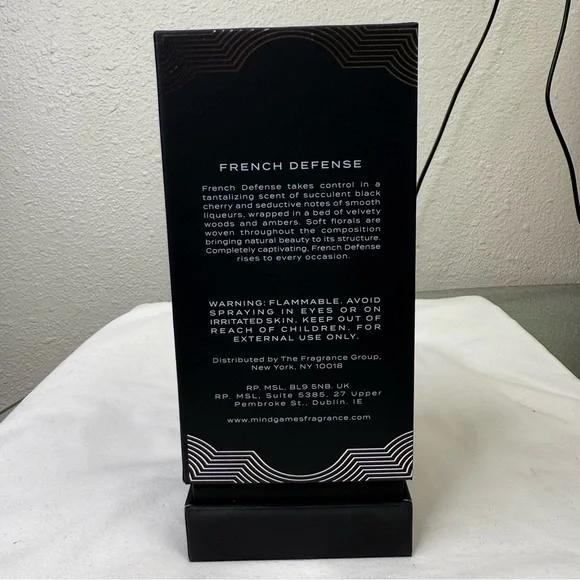 FRENCH DEFENSE
French Defense takes control in a
tantalizing scent of succulent black
cherry and seductive notes of smooth
liqueurs, wrapped in a bed of velvety
woods and ambers. Soft florals are
woven throughout the composition
bringing natural beauty to its structure.
Completely captivating, French Defense
rises to every occasion.
WARNING: FLAMMABLE. AVOID
SPRAYING IN EYES OR ON
IRRITATED SKIN. KEEP OUT OF
REACH OF CHILDREN. FOR
EXTERNAL USE ONLY.
Distributed by The Fragrance Group,
New York, NY 10018
RP. MSL, BL9 5NB. UK
RP. MSL, Suite 5385, 27 Upper
Pembroke St., Dublin. IE
www.mindgamesfragrance.com